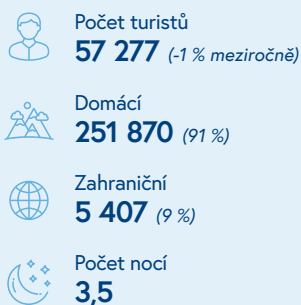 Počet turistů
57 277 (-1 % meziročně)
Domácí
251 870 (91 %)
Zahraniční
5 407 (9 %)
Počet nocí
3,5